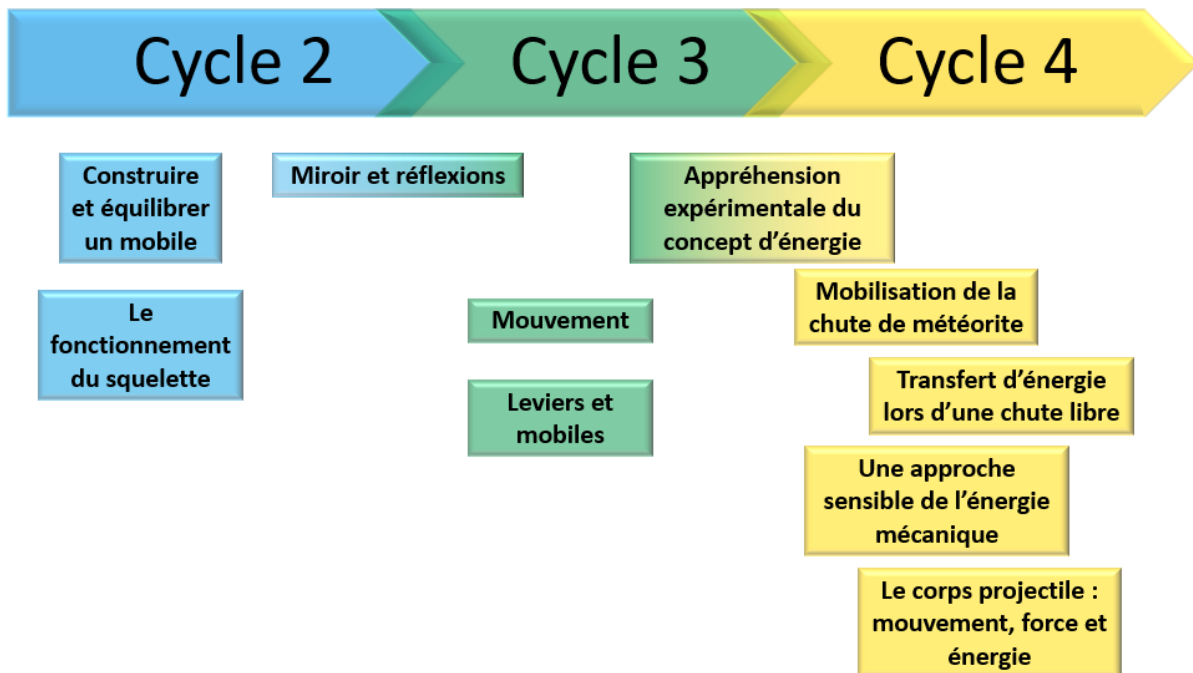 Cycle 2
Cycle 3
Cycle 4
Construire
et équilibrer
un mobile
Miroir et réflexions
Appréhension
expérimentale du
concept d’énergie
Le
fonctionnement
du squelette
Mouvement
Mobilisation de la
chute de météorite
Leviers et
mobiles
Transfert d’énergie
lors d’une chute libre
Une approche
sensible de l’énergie
mécanique
Le corps projectile :
mouvement, force et
énergie